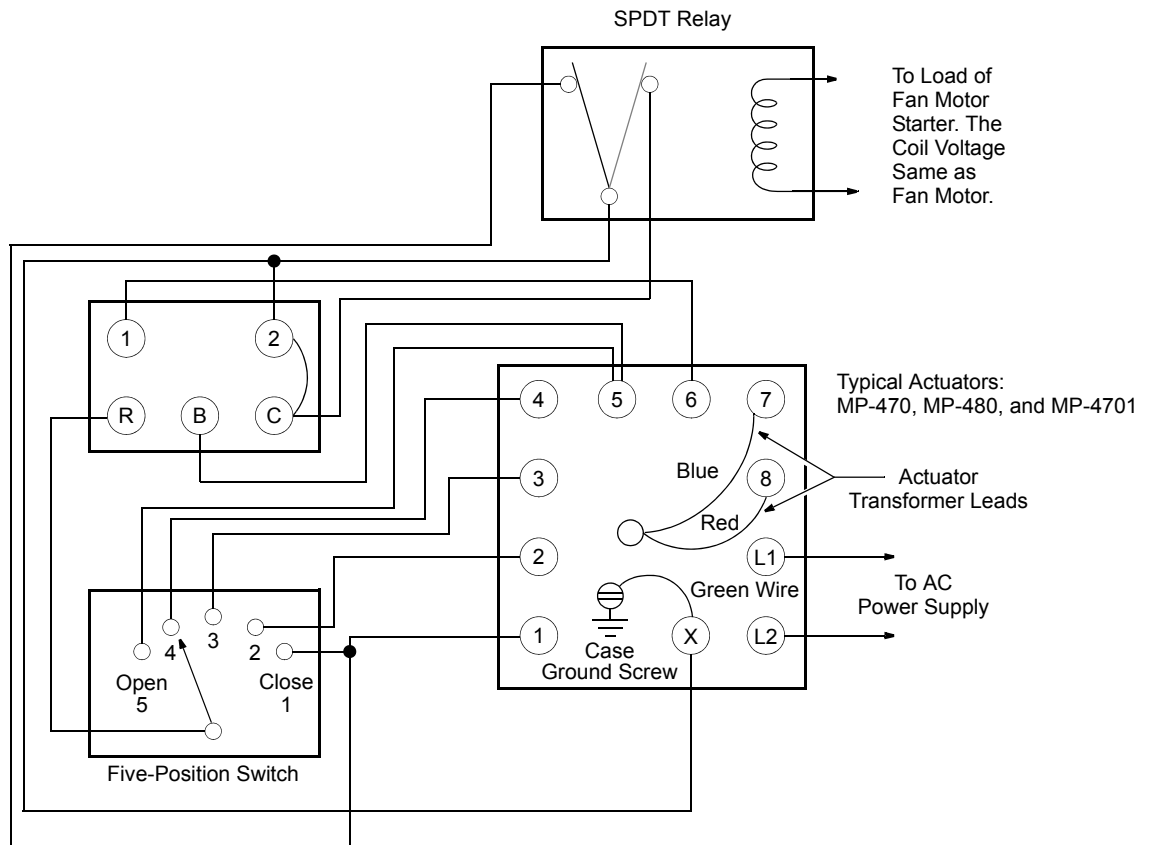 SPDT Relay
To Load of
Fan Motor
Starter. The
Coil Voltage
Same as
Fan Motor.
1
2
R
B
C
4
5
6
7
Typical Actuators:
MP-470, MP-480, and MP-4701
3
Blue
8
Actuator
Transformer Leads
Red
2
L1
Green Wire
To AC
Power Supply
1
X
L2
Case
Ground Screw
4
3
2
Open
5
Close
1
Five-Position Switch